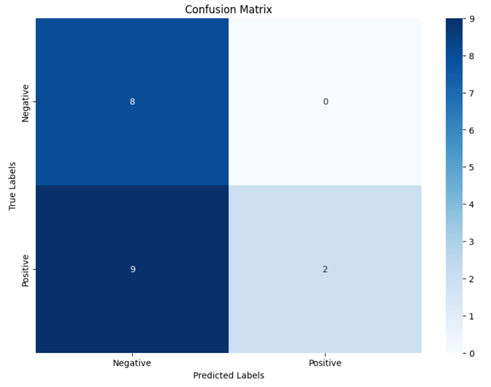 Confusion Matrix
True Labels
Negative
8
0
Positive
9
2
Negative
Positive
Predicted Labels
9
8
7
6
5
4
3
2
1
0